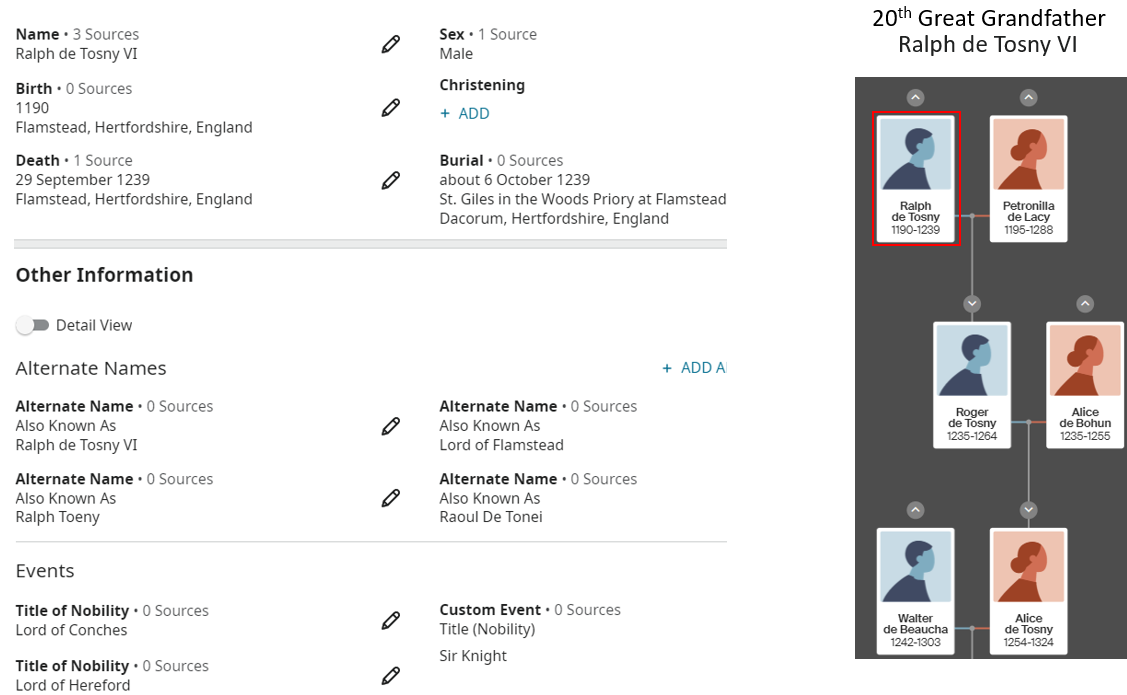 20th Great Grandfather
Ralph de Tosny VI
Name • 3 Sources
Ralph de Tosny VI
Sex • 1 Source
Male
Birth • 0 Sources
1190
Flamstead, Hertfordshire, England
Christening
+ ADD
Death • 1 Source
29 September 1239
Flamstead, Hertfordshire, England
Burial • 0 Sources
about 6 October 1239
St. Giles in the Woods Priory at Flamstead
Dacorum, Hertfordshire, England
Other Information
Detail View
Alternate Names
+ ADD Al
Alternate Name • 0 Sources
Also Known As
Ralph de Tosny VI
Alternate Name • 0 Sources
Also Known As
Lord of Flamstead
Alternate Name • 0 Sources
Also Known As
Ralph Toeny
Alternate Name • 0 Sources
Also Known As
Raoul De Tonei
Events
Title of Nobility • 0 Sources
Lord of Conches
Custom Event • 0 Sources
Title (Nobility)
Sir Knight
Title of Nobility • 0 Sources
Lord of Hereford
Ralph
de Tosny
1190-1239
Petronilla
de Lacy
1195-1288
Roger
de Tosny
1235-1264
Alice
de Bohun
1235-1255
Walter
de Beaucha
1242-1303
Alice
de Tosny
1254-1324